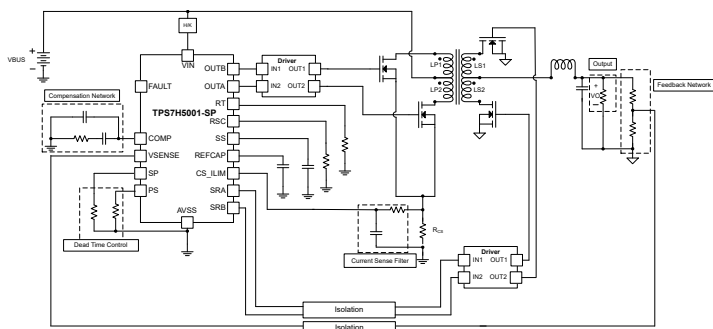 VBUS
HK
VIN
FAULT
OUTB
OUTA
RT
RSC
SS
REFCAP
CS_ILIM
SRA
SRB
TPS7H5001-SP
Compensation Network
COMP
VSENSE
SP
PS
AVSS
Dead Time Control
Driver
IN1 OUT1
IN2 OUT2
LP1
LP2
LS1
LS2
Output
+
VO
Feedback Network
RCS
Current Sense Filter
Driver
IN1 OUT1
IN2 OUT2
Isolation
Isolation